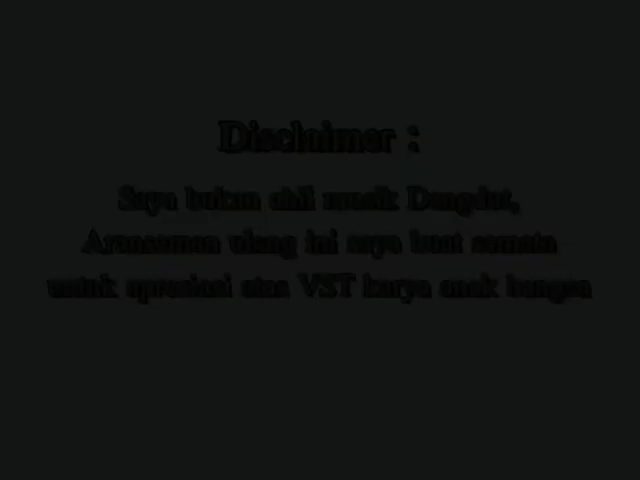 Disclaimer :
Saya bukan ahli musik Dangdut,
Aransemen ulang ini saya buat semata
untuk apresiasi atas VST karya anak bangsa